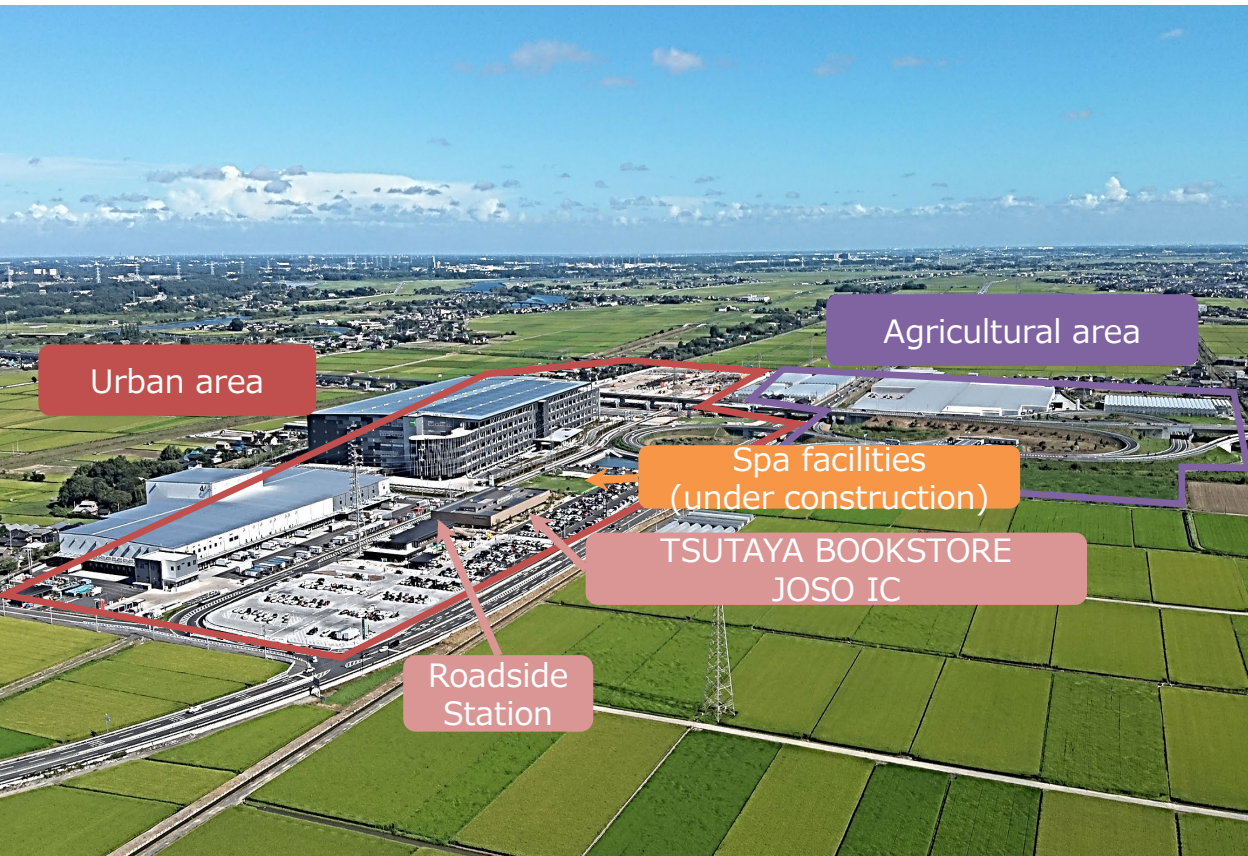 Agricultural area
Urban area
Spa facilities
(under construction)
TSUTAYA BOOKSTORE
JOSO IC
Roadside
Station